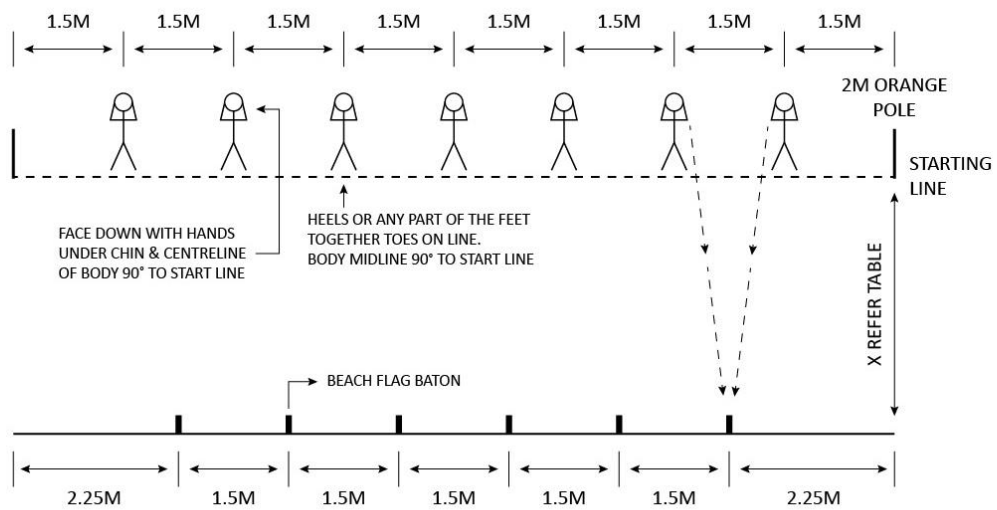 1.5M 1.5M 1.5M 1.5M 1.5M 1.5M 1.5M 1.5M
2M ORANGE
POLE
STARTING
LINE
FACE DOWN WITH HANDS
UNDER CHIN & CENTRELINE
OF BODY 90° TO START LINE
HEELS OR ANY PART OF THE FEET
TOGETHER TOES ON LINE.
BODY MIDLINE 90° TO START LINE
X REFER TABLE
BEACH FLAG BATON
2.25M 1.5M 1.5M 1.5M 1.5M 1.5M 2.25M